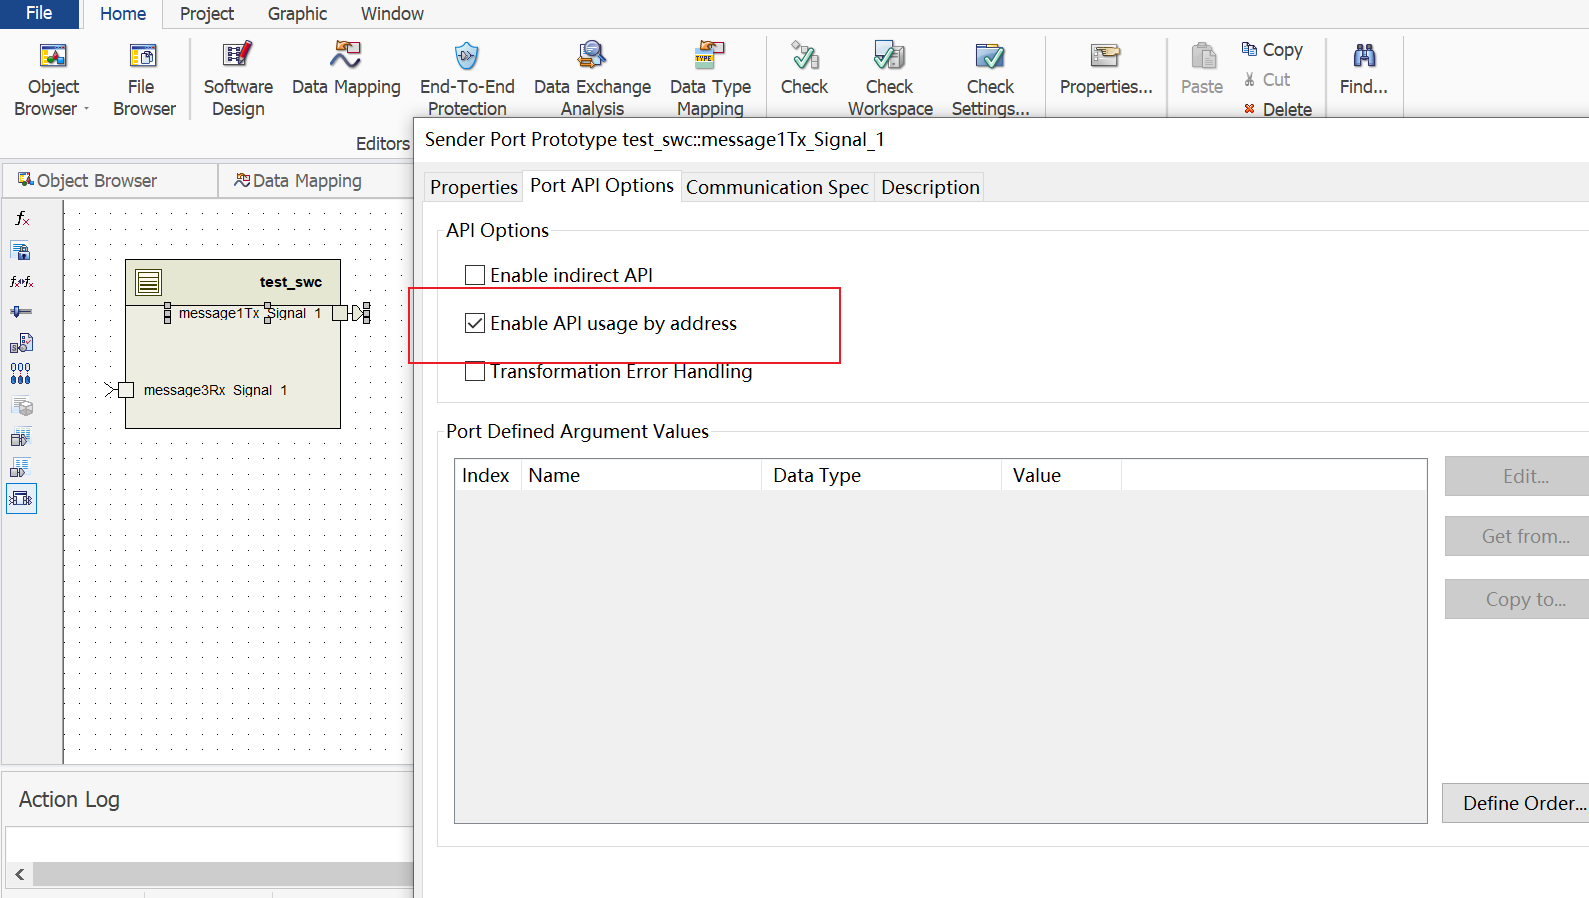 File Home Project Graphic Window
Object Browser
File Browser
Software Design
Data Mapping
End-To-End Protection
Data Exchange Analysis
Data Type Mapping
Check
Check Workspace
Check Settings...
Properties...
Paste
Copy
Cut
Delete
Find...
TYPE
Editors
Sender Port Prototype test_swc::message1Tx_Signal_1
Object Browser Data Mapping
Properties Port API Options Communication Spec Description
API Options
Enable indirect API
Enable API usage by address
Transformation Error Handling
test_swc
message1Tx_Signal_1
message3Rx_Signal_1
Port Defined Argument Values
Index Name Data Type Value
Edit...
Get from...
Copy to...
Define Order...
Action Log